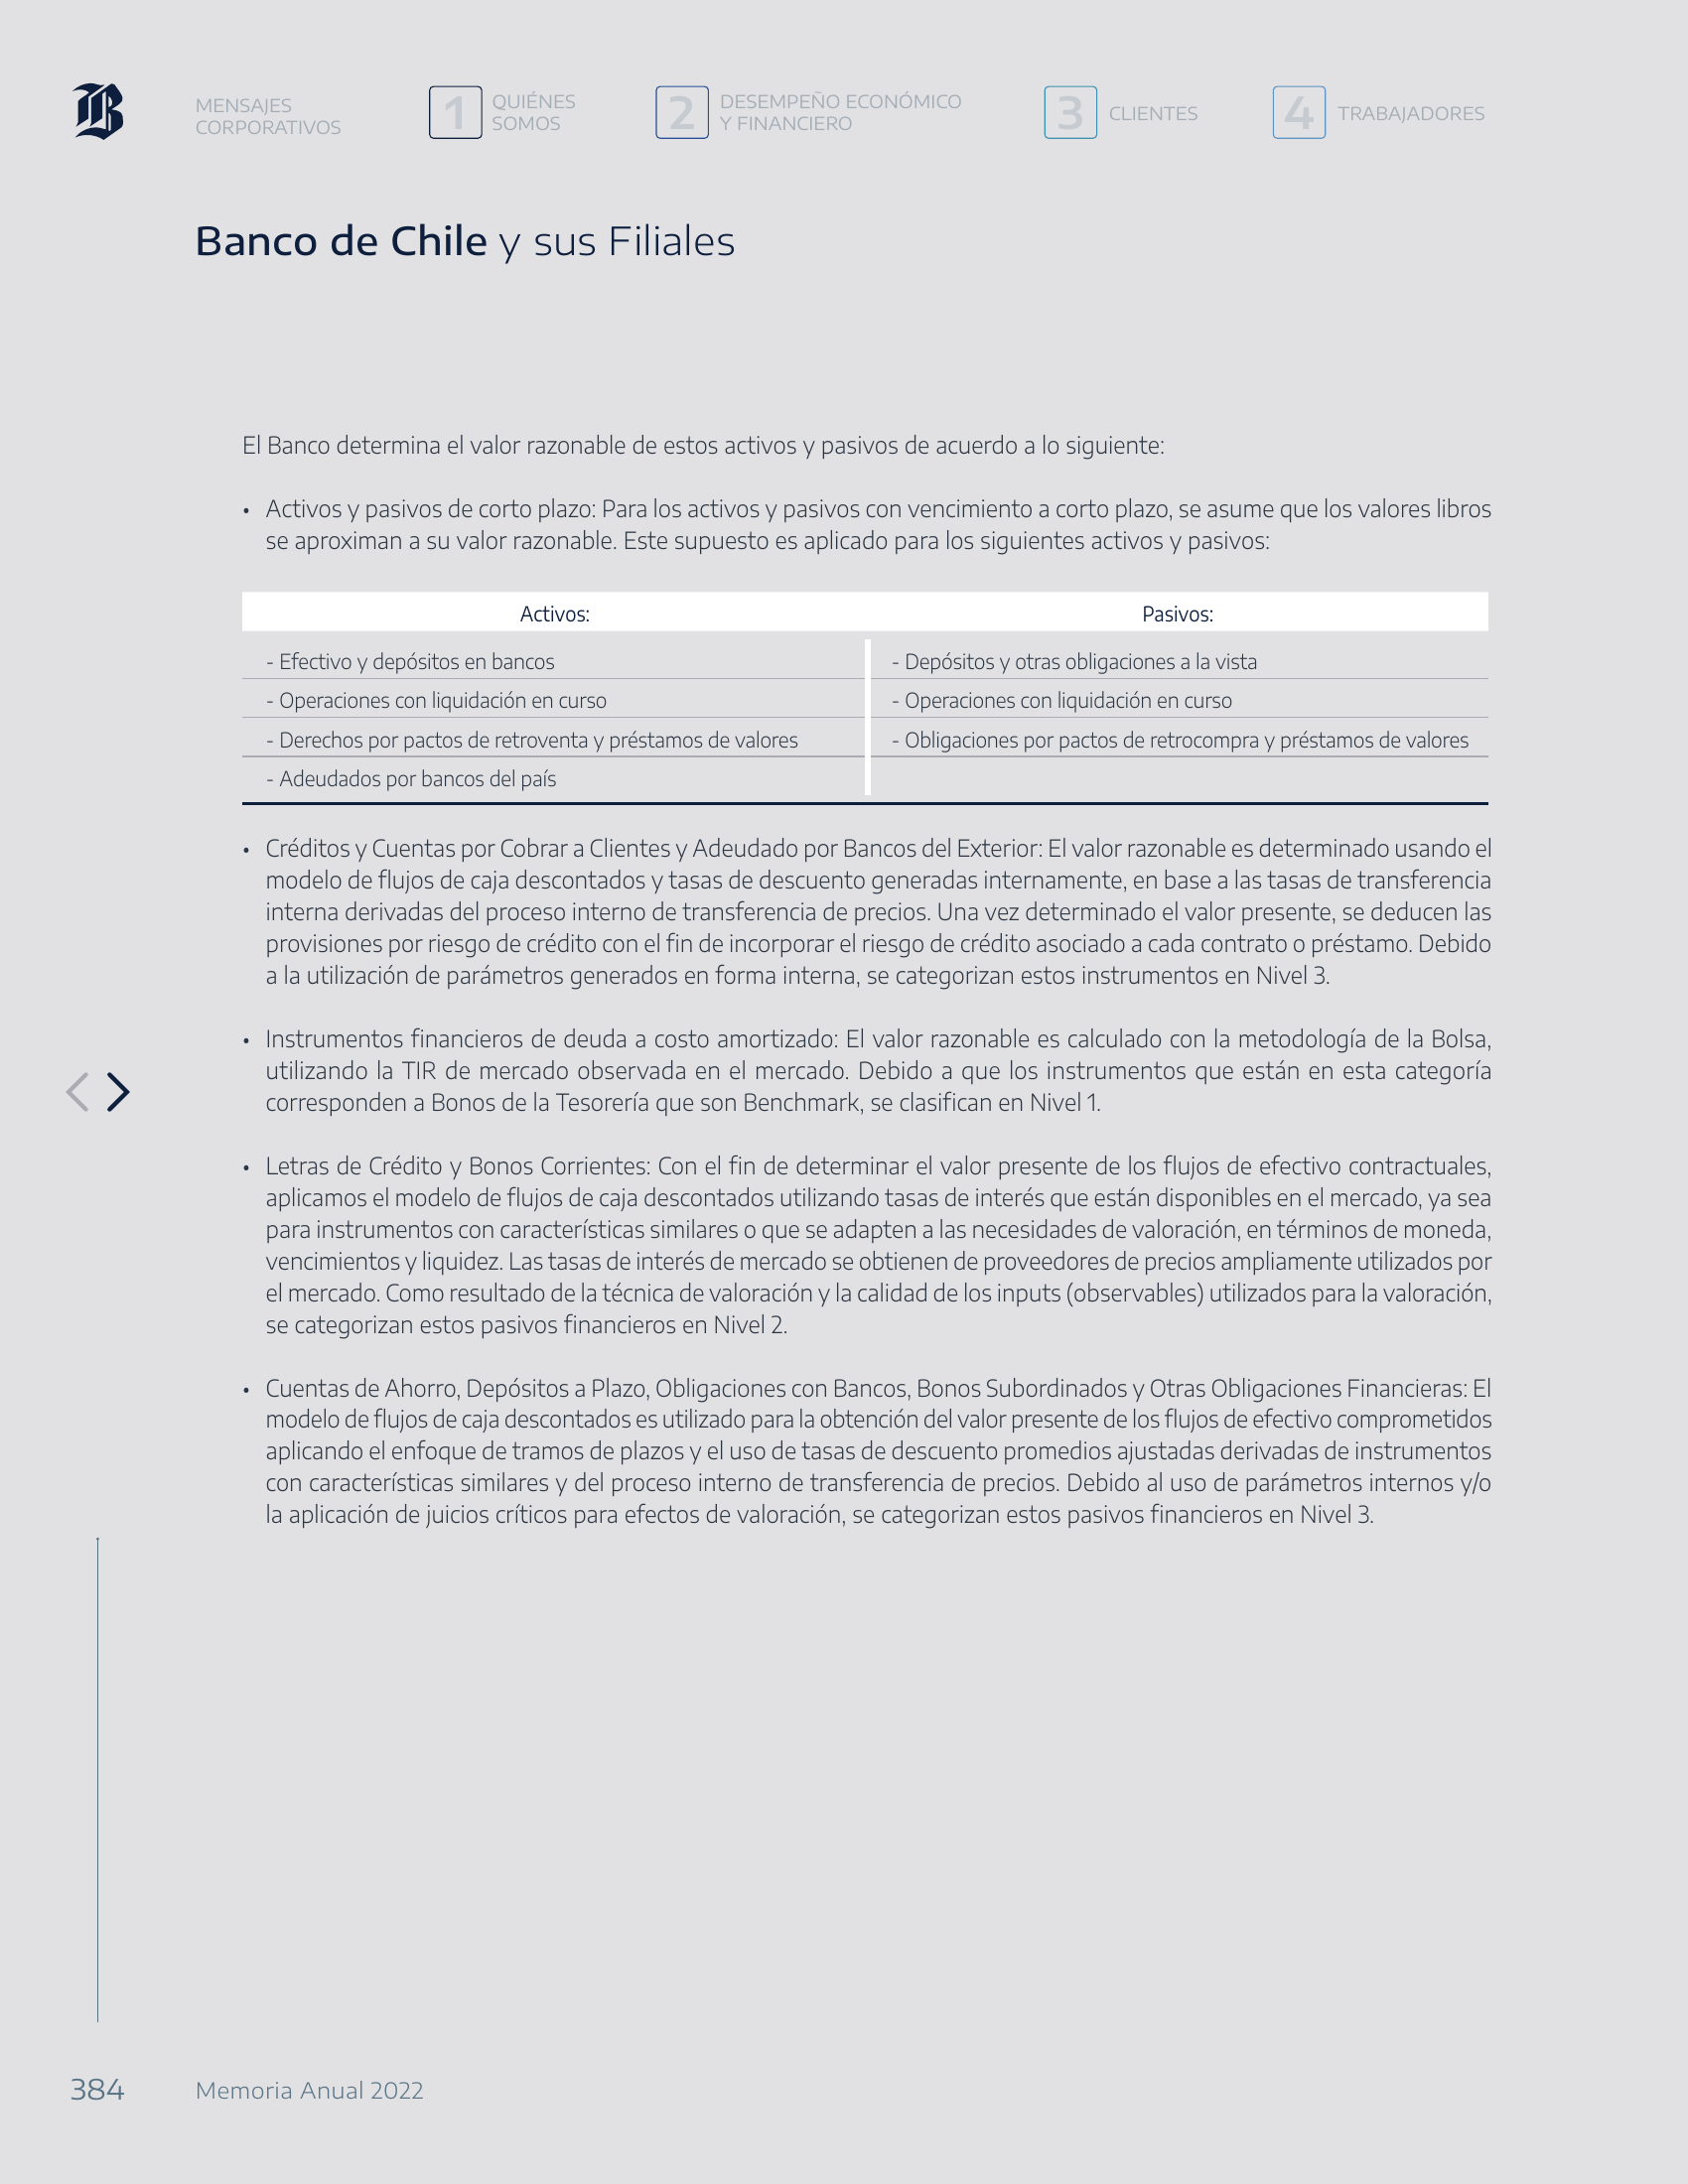 MENSAJES
CORPORATIVOS
1
QUIÉNES
SOMOS
2
DESEMPEÑO ECONÓMICO
Y FINANCIERO
3
CLIENTES
4
TRABAJADORES
Banco de Chile y sus Filiales
El Banco determina el valor razonable de estos activos y pasivos de acuerdo a lo siguiente:
• Activos y pasivos de corto plazo: Para los activos y pasivos con vencimiento a corto plazo, se asume que los valores libros
se aproximan a su valor razonable. Este supuesto es aplicado para los siguientes activos y pasivos:
Activos: Pasivos:
- Efectivo y depósitos en bancos - Depósitos y otras obligaciones a la vista
- Operaciones con liquidación en curso - Operaciones con liquidación en curso
- Derechos por pactos de retroventa y préstamos de valores - Obligaciones por pactos de retrocompra y préstamos de valores
- Adeudados por bancos del país
• Créditos y Cuentas por Cobrar a Clientes y Adeudado por Bancos del Exterior: El valor razonable es determinado usando el
modelo de flujos de caja descontados y tasas de descuento generadas internamente, en base a las tasas de transferencia
interna derivadas del proceso interno de transferencia de precios. Una vez determinado el valor presente, se deducen las
provisiones por riesgo de crédito con el fin de incorporar el riesgo de crédito asociado a cada contrato o préstamo. Debido
a la utilización de parámetros generados en forma interna, se categorizan estos instrumentos en Nivel 3.
• Instrumentos financieros de deuda a costo amortizado: El valor razonable es calculado con la metodología de la Bolsa,
utilizando la TIR de mercado observada en el mercado. Debido a que los instrumentos que están en esta categoría
corresponden a Bonos de la Tesorería que son Benchmark, se clasifican en Nivel 1.
• Letras de Crédito y Bonos Corrientes: Con el fin de determinar el valor presente de los flujos de efectivo contractuales,
aplicamos el modelo de flujos de caja descontados utilizando tasas de interés que están disponibles en el mercado, ya sea
para instrumentos con características similares o que se adapten a las necesidades de valoración, en términos de moneda,
vencimientos y liquidez. Las tasas de interés de mercado se obtienen de proveedores de precios ampliamente utilizados por
el mercado. Como resultado de la técnica de valoración y la calidad de los inputs (observables) utilizados para la valoración,
se categorizan estos pasivos financieros en Nivel 2.
• Cuentas de Ahorro, Depósitos a Plazo, Obligaciones con Bancos, Bonos Subordinados y Otras Obligaciones Financieras: El
modelo de flujos de caja descontados es utilizado para la obtención del valor presente de los flujos de efectivo comprometidos
aplicando el enfoque de tramos de plazos y el uso de tasas de descuento promedios ajustadas derivadas de instrumentos
con características similares y del proceso interno de transferencia de precios. Debido al uso de parámetros internos y/o
la aplicación de juicios críticos para efectos de valoración, se categorizan estos pasivos financieros en Nivel 3.
384 Memoria Anual 2022